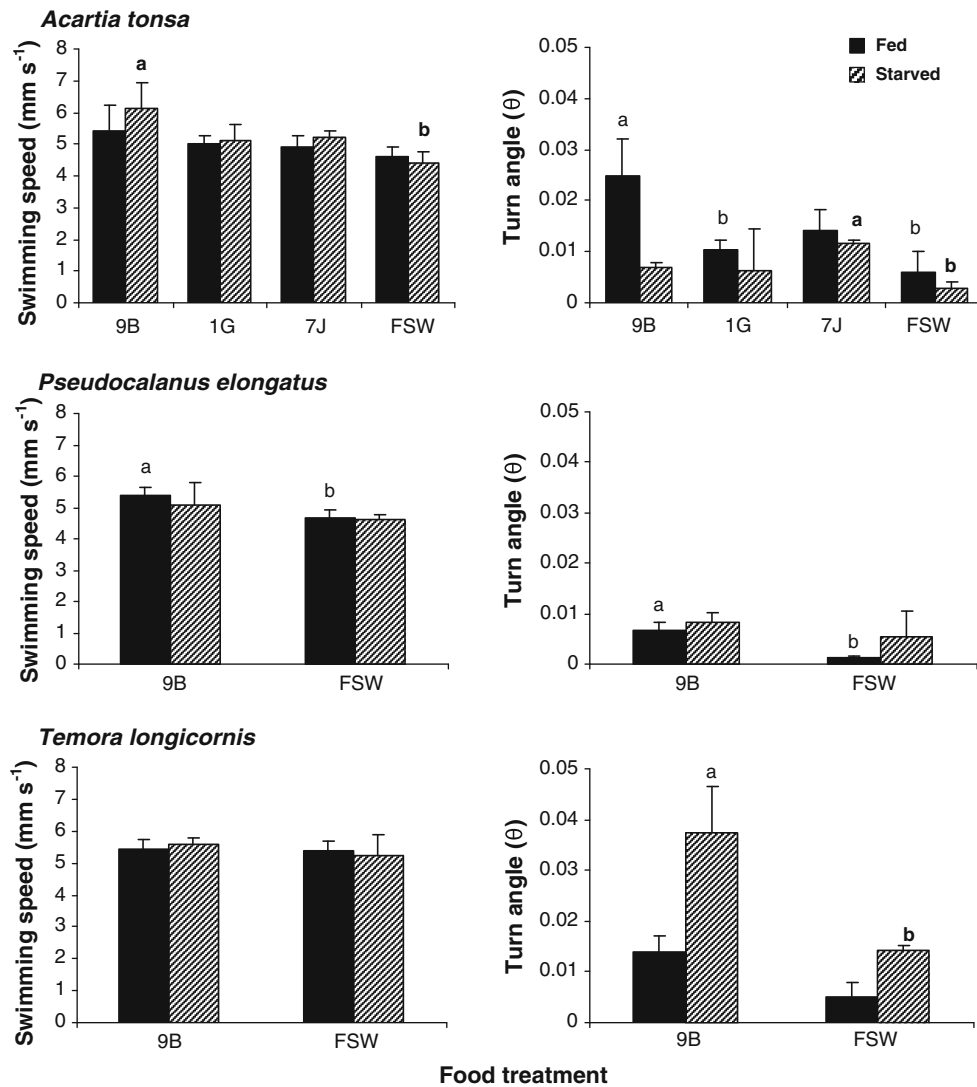 Acartia tonsa
Swimming speed (mm s⁻¹)
8
7
6
5
4
3
2
1
0
a
b
9B 1G 7J FSW
Turn angle (θ)
0.05
0.04
0.03
0.02
0.01
0
a
b
a
b
b
Fed
Starved
9B 1G 7J FSW
Pseudocalanus elongatus
Swimming speed (mm s⁻¹)
8
7
6
5
4
3
2
1
0
a
b
9B FSW
Turn angle (θ)
0.05
0.04
0.03
0.02
0.01
0
a
b
9B FSW
Temora longicornis
Swimming speed (mm s⁻¹)
8
7
6
5
4
3
2
1
0
9B FSW
Turn angle (θ)
0.05
0.04
0.03
0.02
0.01
0
a
b
9B FSW
Food treatment